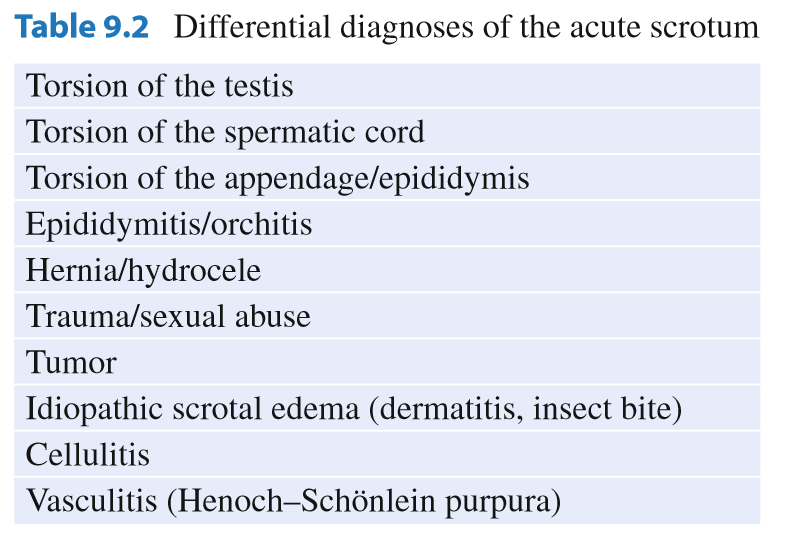 Table 9.2 Differential diagnoses of the acute scrotum
Torsion of the testis
Torsion of the spermatic cord
Torsion of the appendage/epididymis
Epididymitis/orchitis
Hernia/hydrocele
Trauma/sexual abuse
Tumor
Idiopathic scrotal edema (dermatitis, insect bite)
Cellulitis
Vasculitis (Henoch–Schönlein purpura)